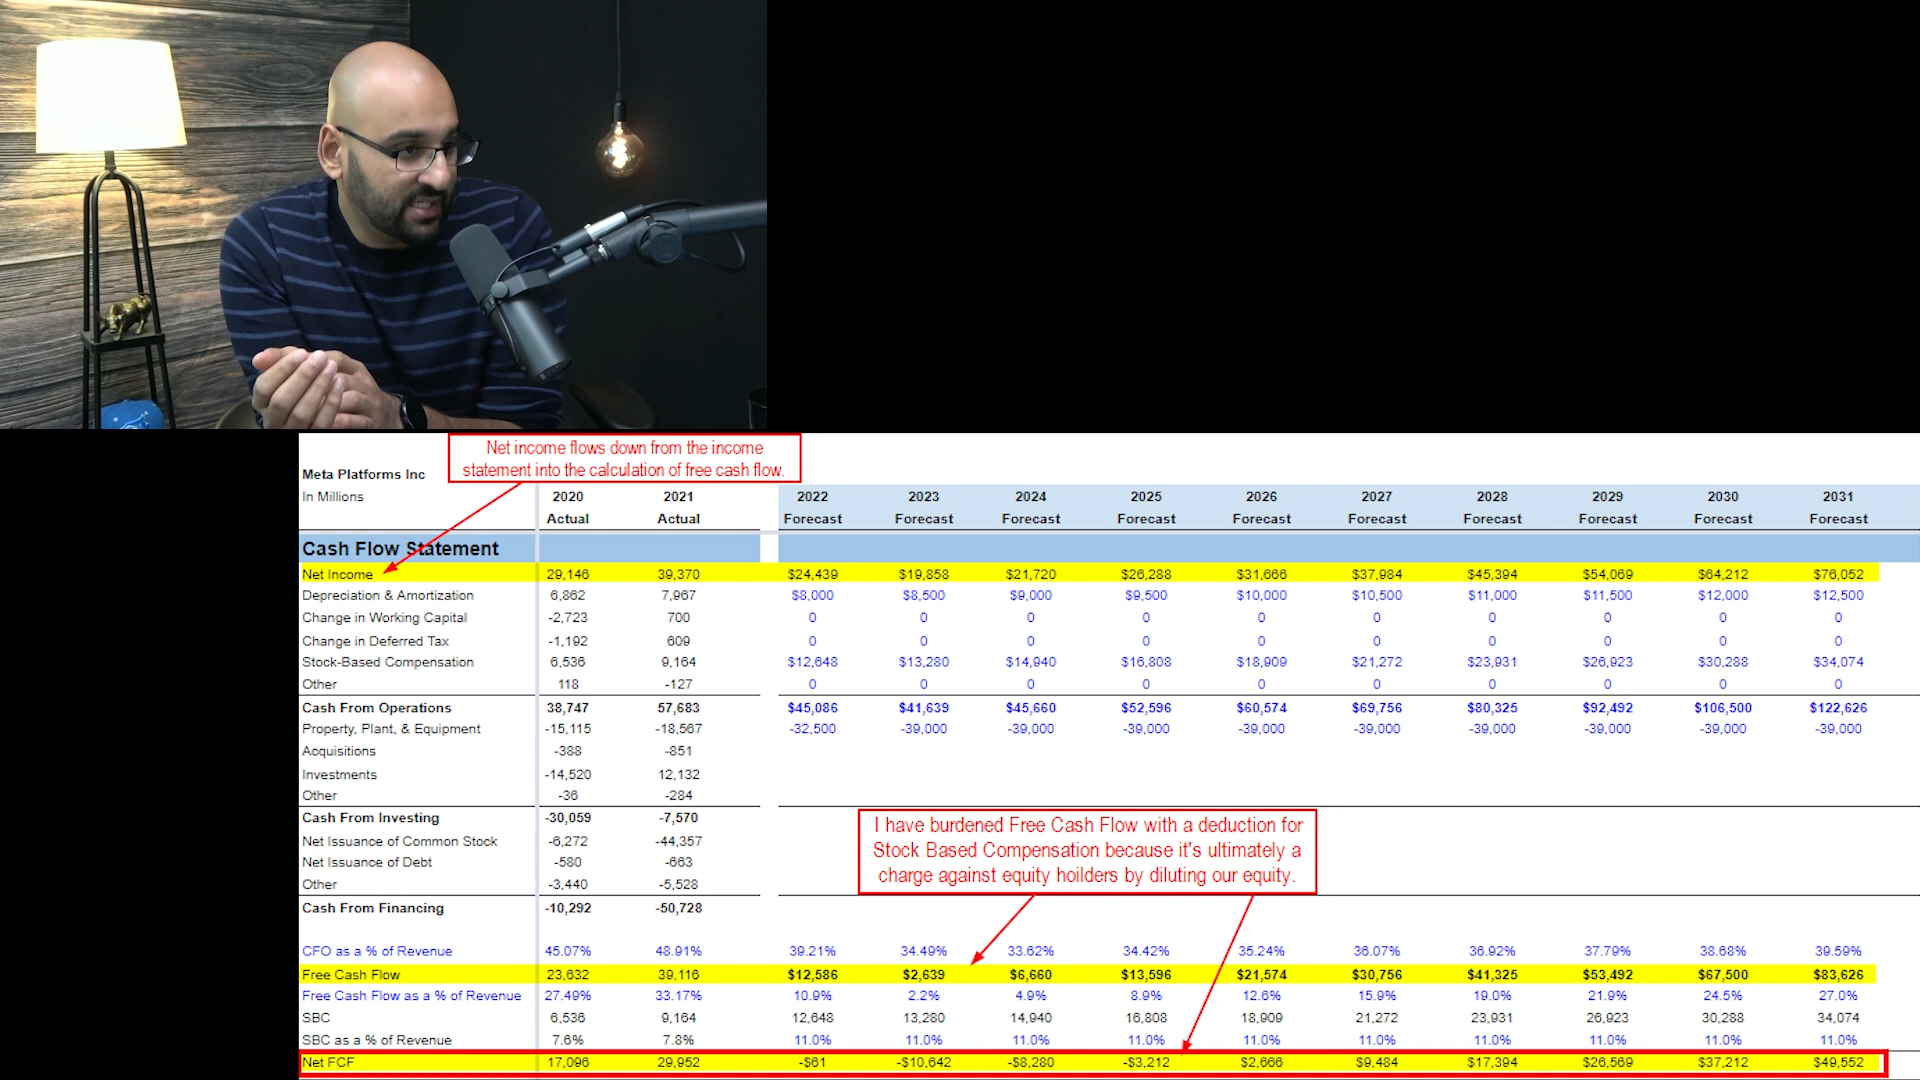 Net income flows down from the income
statement into the calculation of free cash flow.
Meta Platforms Inc
In Millions 2020 2021 2022 2023 2024 2025 2026 2027 2028 2029 2030 2031
Actual Actual Forecast Forecast Forecast Forecast Forecast Forecast Forecast Forecast Forecast Forecast
Cash Flow Statement
Net Income 29,146 39,370 $24,439 $19,858 $21,720 $26,288 $31,666 $37,984 $45,394 $54,069 $64,212 $76,052
Depreciation & Amortization 6,862 7,967 $8,000 $8,500 $9,000 $9,500 $10,000 $10,500 $11,000 $11,500 $12,000 $12,500
Change in Working Capital -2,723 700 0 0 0 0 0 0 0 0 0 0
Change in Deferred Tax -1,192 609 0 0 0 0 0 0 0 0 0 0
Stock-Based Compensation 6,536 9,164 $12,648 $13,280 $14,940 $16,808 $18,909 $21,272 $23,931 $26,923 $30,288 $34,074
Other 118 -127 0 0 0 0 0 0 0 0 0 0
Cash From Operations 38,747 57,683 $45,086 $41,639 $45,660 $52,596 $60,574 $69,756 $80,325 $92,492 $106,500 $122,626
Property, Plant, & Equipment -15,115 -18,567 -32,500 -39,000 -39,000 -39,000 -39,000 -39,000 -39,000 -39,000 -39,000 -39,000
Acquisitions -388 -851
Investments -14,520 12,132
Other -36 -284
Cash From Investing -30,059 -7,570
Net Issuance of Common Stock -6,272 -44,357
Net Issuance of Debt -580 -663
Other -3,440 -5,528
Cash From Financing -10,292 -50,728
I have burdened Free Cash Flow with a deduction for
Stock Based Compensation because it's ultimately a
charge against equity hoilders by diluting our equity.
CFO as a % of Revenue 45.07% 48.91% 39.21% 34.49% 33.62% 34.42% 35.24% 36.07% 36.92% 37.79% 38.68% 39.59%
Free Cash Flow 23,632 39,116 $12,586 $2,639 $6,660 $13,596 $21,574 $30,756 $41,325 $53,492 $67,500 $83,626
Free Cash Flow as a % of Revenue 27.49% 33.17% 10.9% 2.2% 4.9% 8.9% 12.6% 15.9% 19.0% 21.9% 24.5% 27.0%
SBC 6,536 9,164 12,648 13,280 14,940 16,808 18,909 21,272 23,931 26,923 30,288 34,074
SBC as a % of Revenue 7.6% 7.8% 11.0% 11.0% 11.0% 11.0% 11.0% 11.0% 11.0% 11.0% 11.0% 11.0%
Net FCF 17,096 29,952 -$61 -$10,642 -$8,280 -$3,212 $2,666 $9,484 $17,394 $26,569 $37,212 $49,552